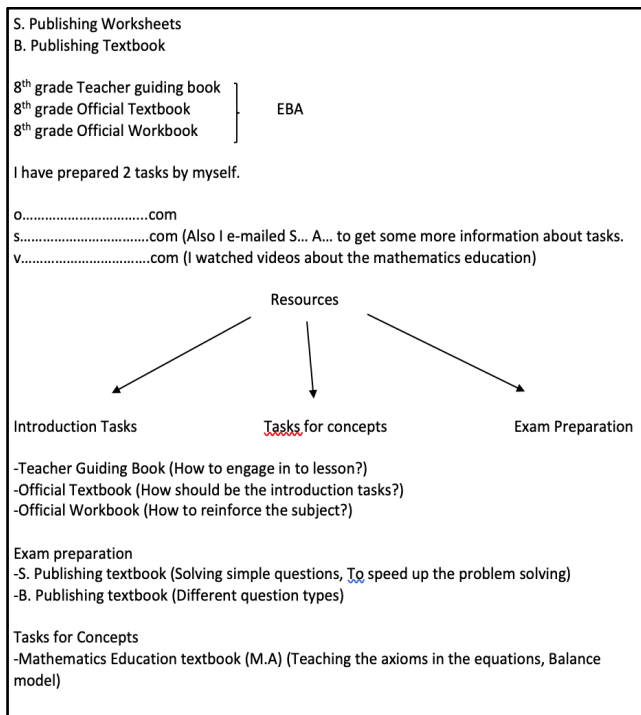 S. Publishing Worksheets
B. Publishing Textbook
8th grade Teacher guiding book
8th grade Official Textbook EBA
8th grade Official Workbook
I have prepared 2 tasks by myself.
o……………………………..com
s……………………………….com (Also I e-mailed S... A... to get some more information about tasks.
v……………………………….com (I watched videos about the mathematics education)
Resources
Introduction Tasks Tasks for concepts Exam Preparation
-Teacher Guiding Book (How to engage in to lesson?)
-Official Textbook (How should be the introduction tasks?)
-Official Workbook (How to reinforce the subject?)
Exam preparation
-S. Publishing textbook (Solving simple questions, To speed up the problem solving)
-B. Publishing textbook (Different question types)
Tasks for Concepts
-Mathematics Education textbook (M.A) (Teaching the axioms in the equations, Balance
model)